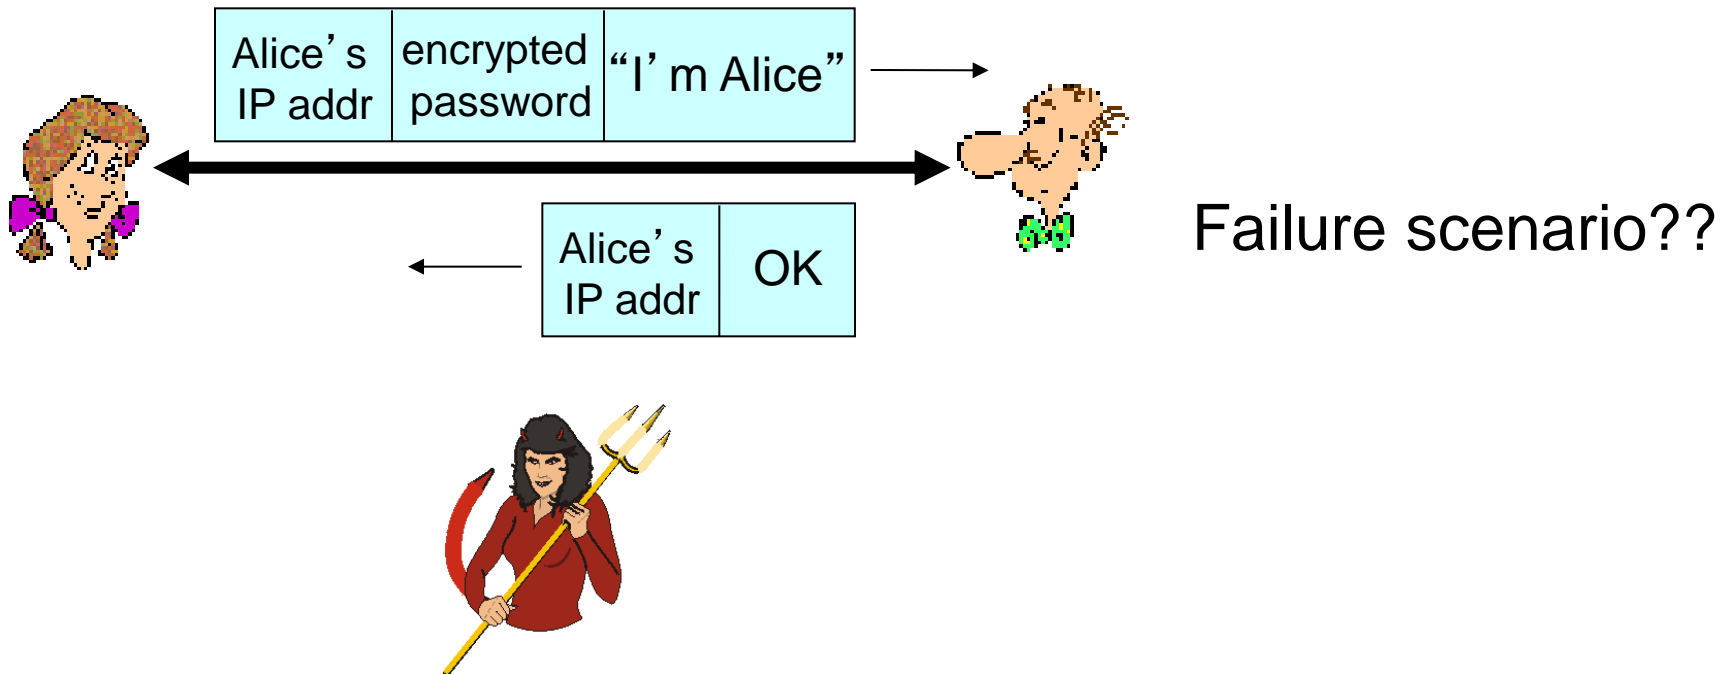 Alice’s
IP addr
encrypted
password
“I’m Alice”
Alice’s
IP addr
OK
Failure scenario??